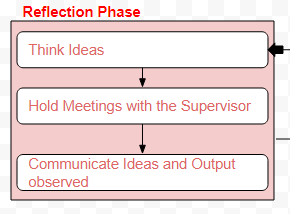 Reflection Phase
Think Ideas
Hold Meetings with the Supervisor
Communicate Ideas and Output
observed